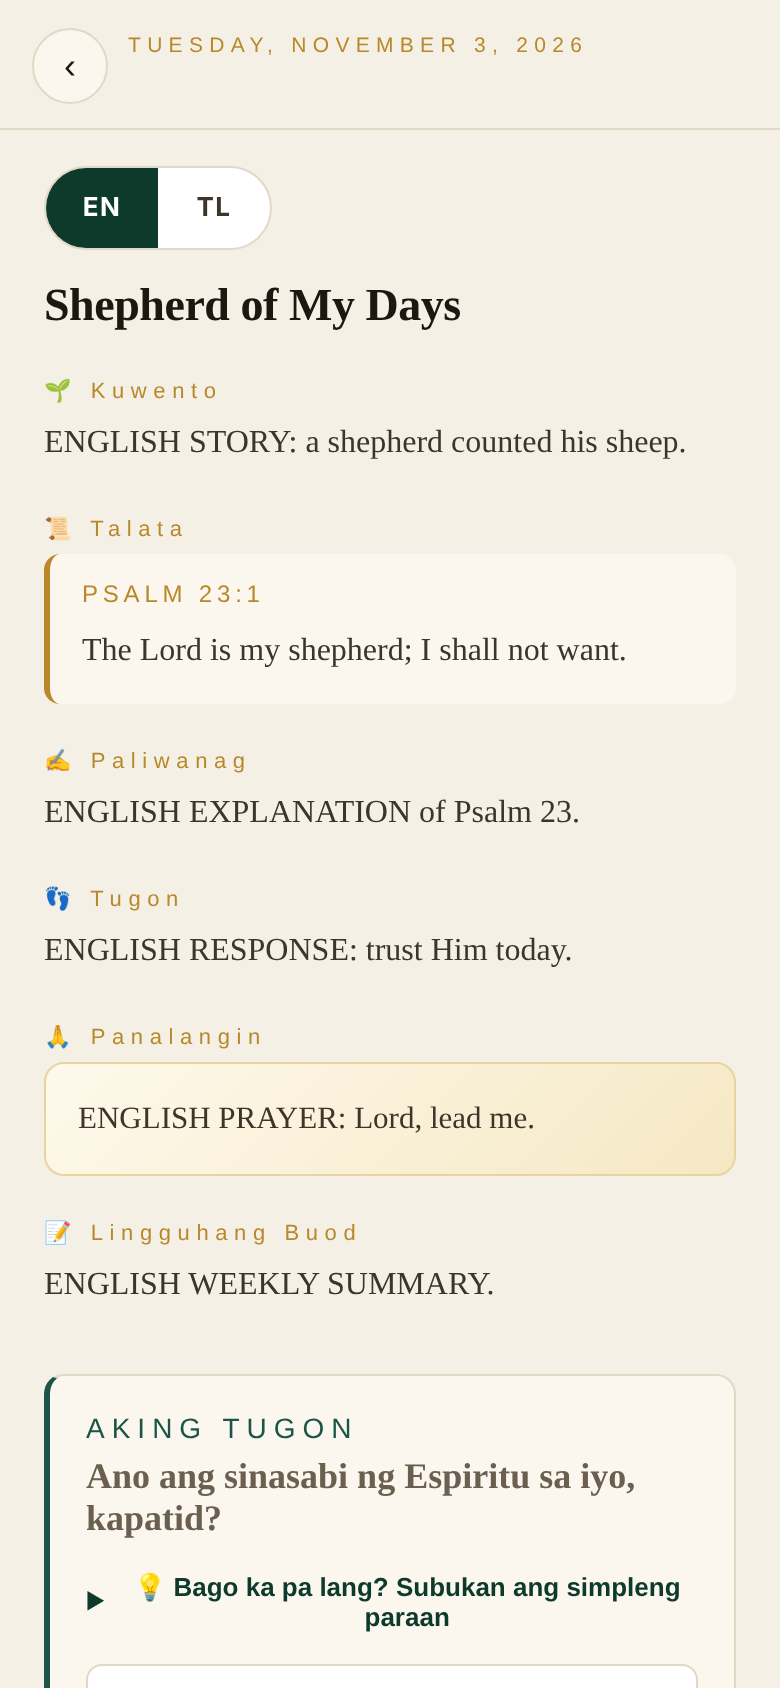 ‹
TUESDAY, NOVEMBER 3, 2026
EN TL
Shepherd of My Days
🌱 Kuwento
ENGLISH STORY: a shepherd counted his sheep.
📜 Talata
PSALM 23:1
The Lord is my shepherd; I shall not want.
✍️ Paliwanag
ENGLISH EXPLANATION of Psalm 23.
👣 Tugon
ENGLISH RESPONSE: trust Him today.
🙏 Panalangin
ENGLISH PRAYER: Lord, lead me.
📝 Lingguhang Buod
ENGLISH WEEKLY SUMMARY.
AKING TUGON
Ano ang sinasabi ng Espiritu sa iyo,
kapatid?
▶ 💡 Bago ka pa lang? Subukan ang simpleng
paraan